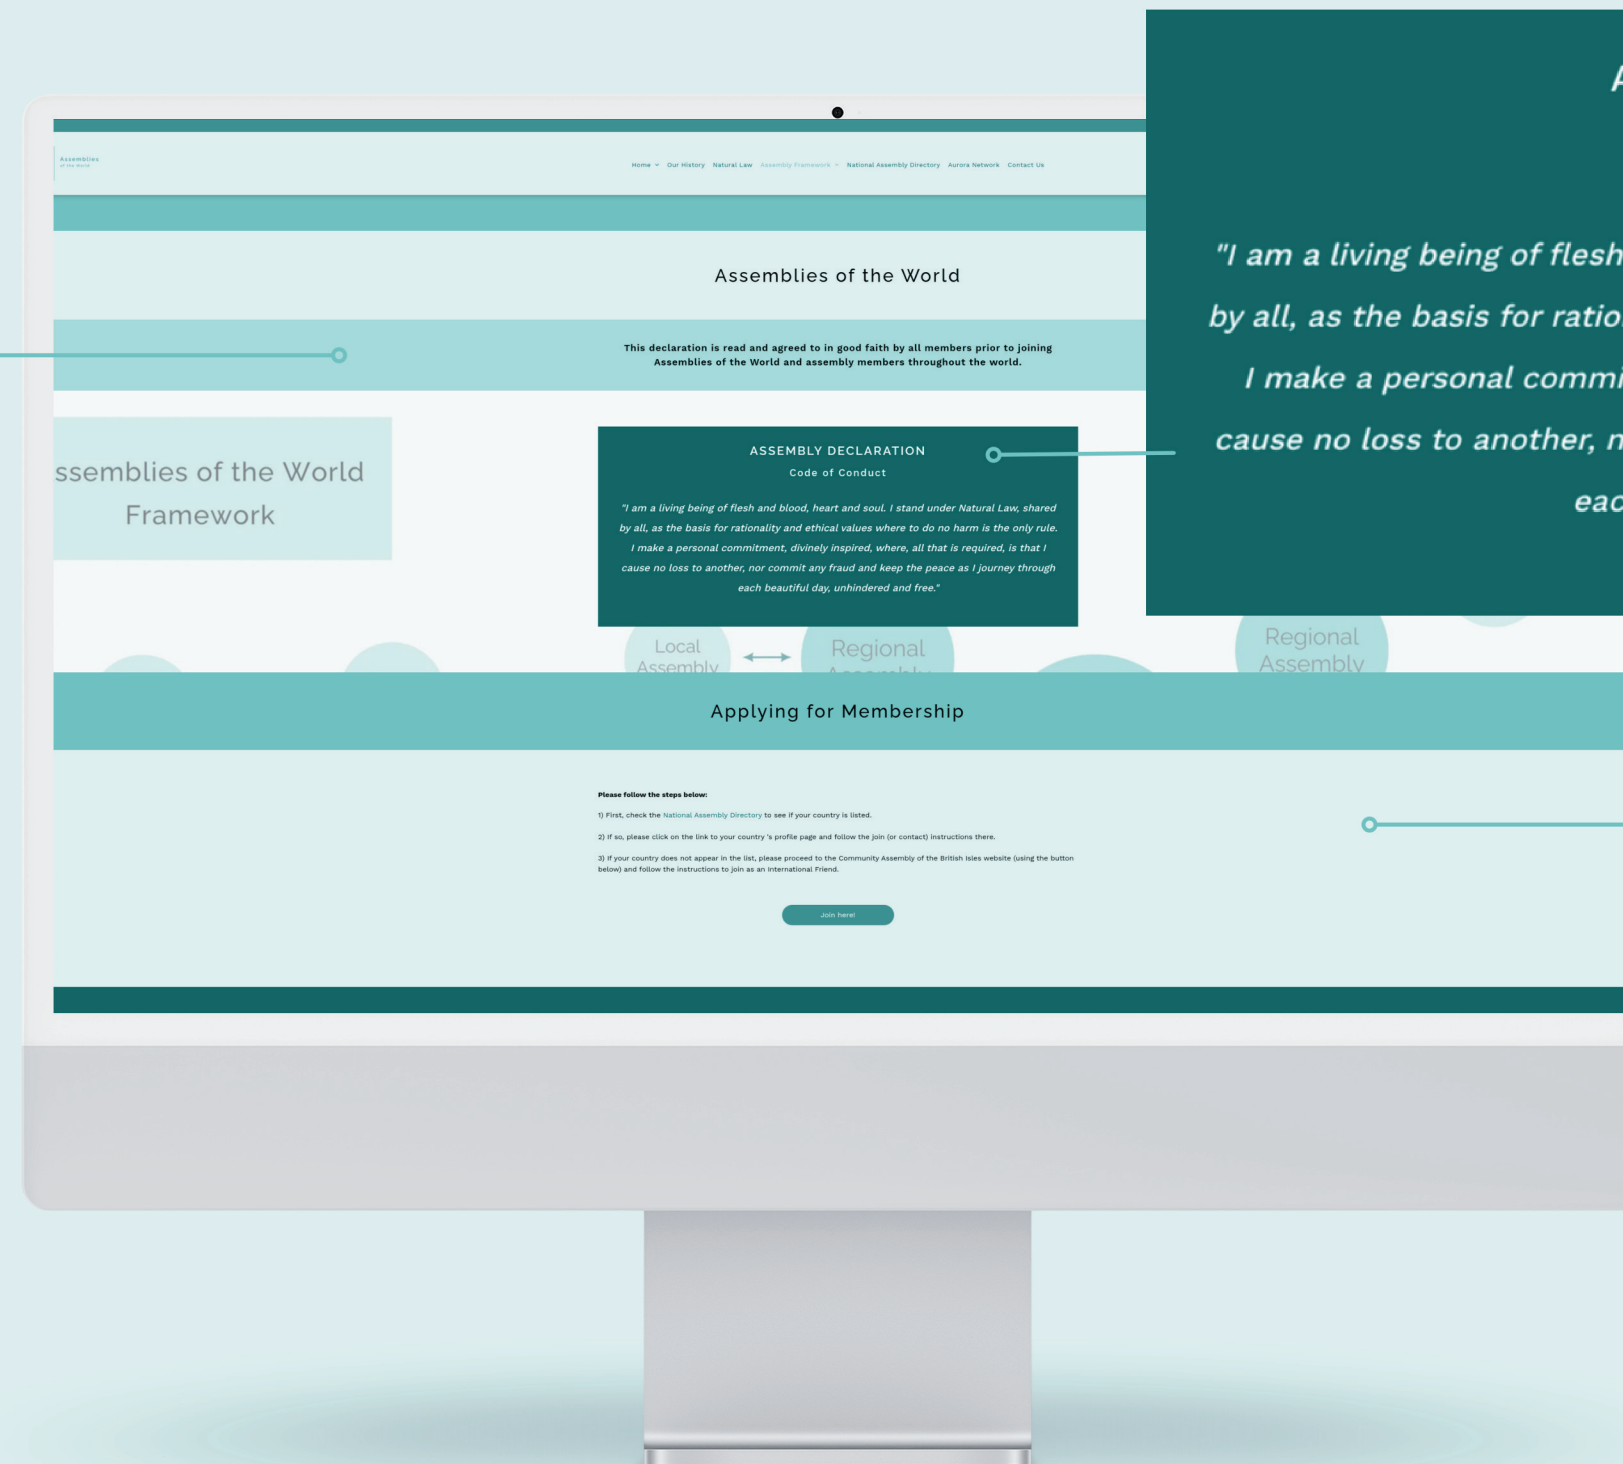 Assemblies
of the World
Home Our History Natural Law Assembly Framework National Assembly Directory Aurora Network Contact Us
Assemblies of the World
This declaration is read and agreed to in good faith by all members prior to joining
Assemblies of the World and assembly members throughout the world.
ssemblies of the World
Framework
ASSEMBLY DECLARATION
Code of Conduct
"I am a living being of flesh and blood, heart and soul. I stand under Natural Law, shared
by all, as the basis for rationality and ethical values where to do no harm is the only rule.
I make a personal commitment, divinely inspired, where, all that is required, is that I
cause no loss to another, nor commit any fraud and keep the peace as I journey through
each beautiful day, unhindered and free."
Local
Assembly
Regional
Assembly
Applying for Membership
Please follow the steps below:
1) First, check the National Assembly Directory to see if your country is listed.
2) If so, please click on the link to your country 's profile page and follow the join (or contact) instructions there.
3) If your country does not appear in the list, please proceed to the Community Assembly of the British Isles website (using the button
below) and follow the instructions to join as an International Friend.
Join here!
A
"I am a living being of flesh
by all, as the basis for ratio
I make a personal commi
cause no loss to another, n
eac
Regional
Assembly